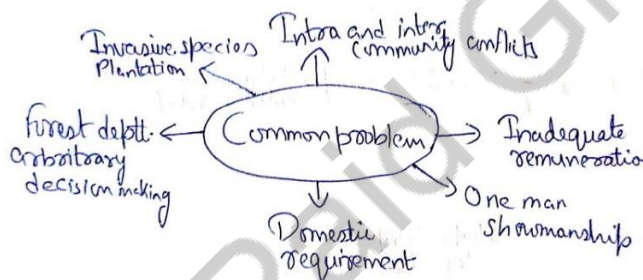 Intra and inter
community conflicts
Invasive species
Plantation
Forest deptt.
arbitrary
decision making
Common problem
Inadequate
remuneratio
One man
showmanship
Domestic
requirement